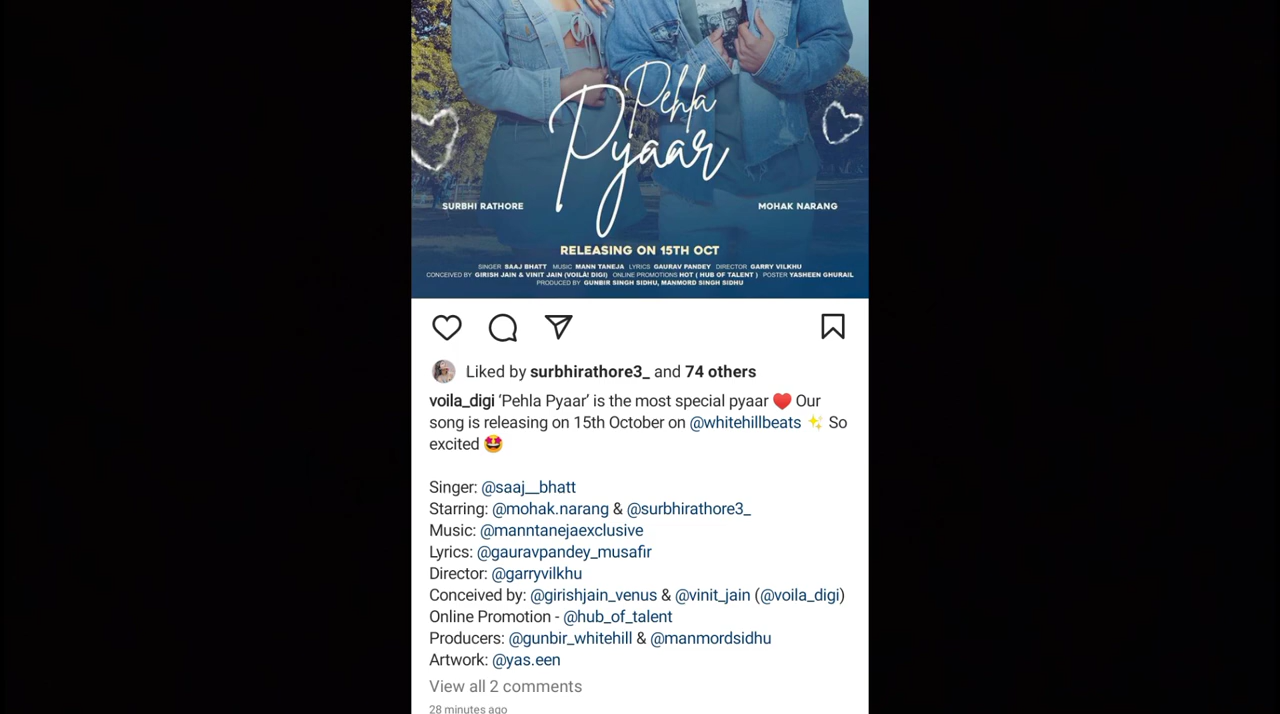 Pehla
Pyaar
SURBHI RATHORE
MOHAK NARANG
RELEASING ON 15TH OCT
SINGER SAAJ BHATT MUSIC MANN TANEJA LYRICS GAURAV PANDEY DIRECTOR GARRY VILKHU
CONCEIVED BY GIRISH JAIN & VINIT JAIN (VOILÀ! DIGI) ONLINE PROMOTIONS HOT ( HUB OF TALENT ) POSTER YASHEEN GHURAIL
PRODUCED BY GUNBIR SINGH SIDHU, MANMORD SINGH SIDHU
Liked by surbhirathore3_ and 74 others
voila_digi ‘Pehla Pyaar’ is the most special pyaar ❤️ Our
song is releasing on 15th October on @whitehillbeats ✨ So
excited 🤩
Singer: @saaj__bhatt
Starring: @mohak.narang & @surbhirathore3_
Music: @manntanejaexclusive
Lyrics: @gauravpandey_musafir
Director: @garryvilkhu
Conceived by: @girishjain_venus & @vinit_jain (@voila_digi)
Online Promotion - @hub_of_talent
Producers: @gunbir_whitehill & @manmordsidhu
Artwork: @yas.een
View all 2 comments
28 minutes ago